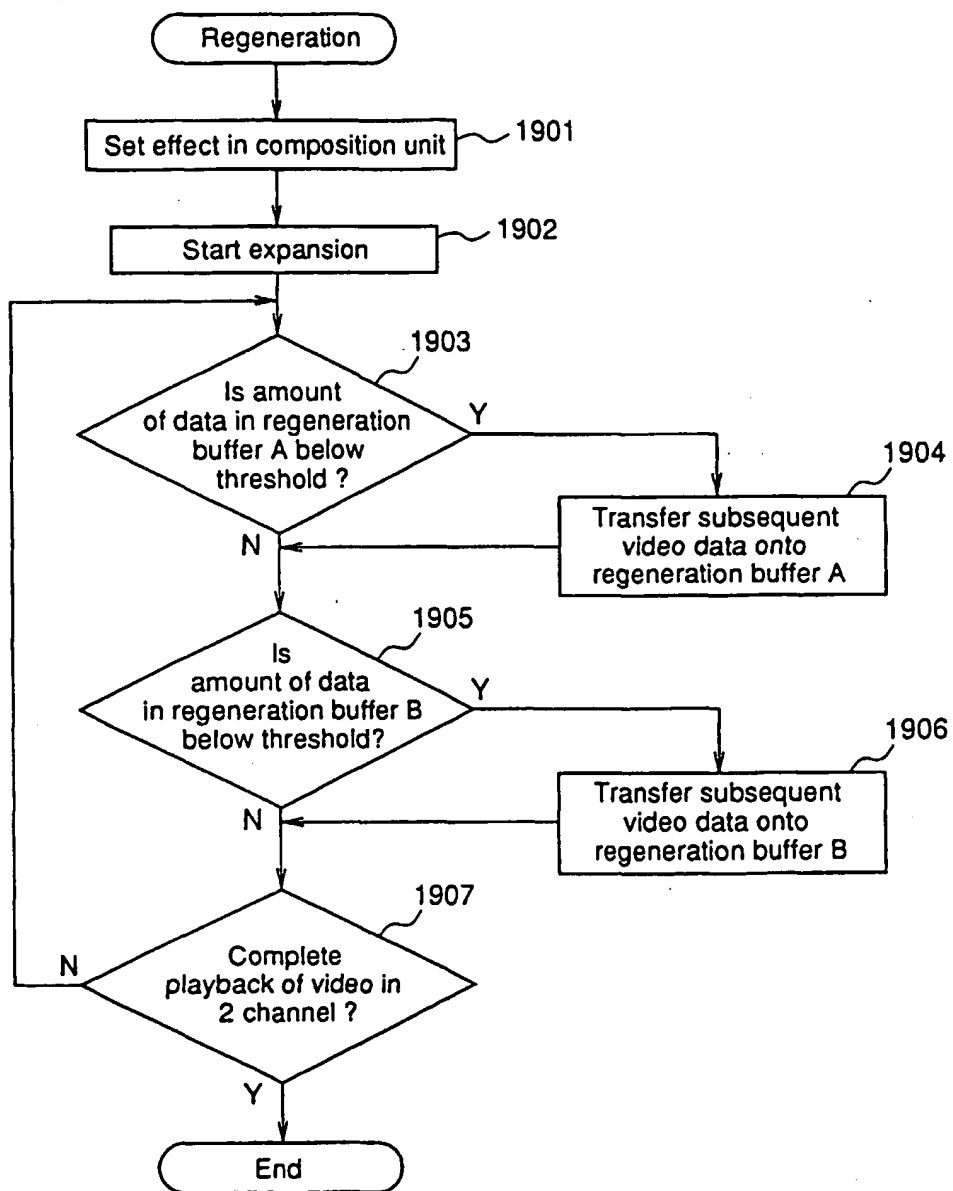 Regeneration
1901
Set effect in composition unit
1902
Start expansion
1903
Is amount
of data in regeneration
buffer A below
threshold ?
Y
N
1904
Transfer subsequent
video data onto
regeneration buffer A
1905
Is
amount of data
in regeneration buffer B
below threshold?
Y
N
1906
Transfer subsequent
video data onto
regeneration buffer B
1907
Complete
playback of video in
2 channel ?
N
Y
End